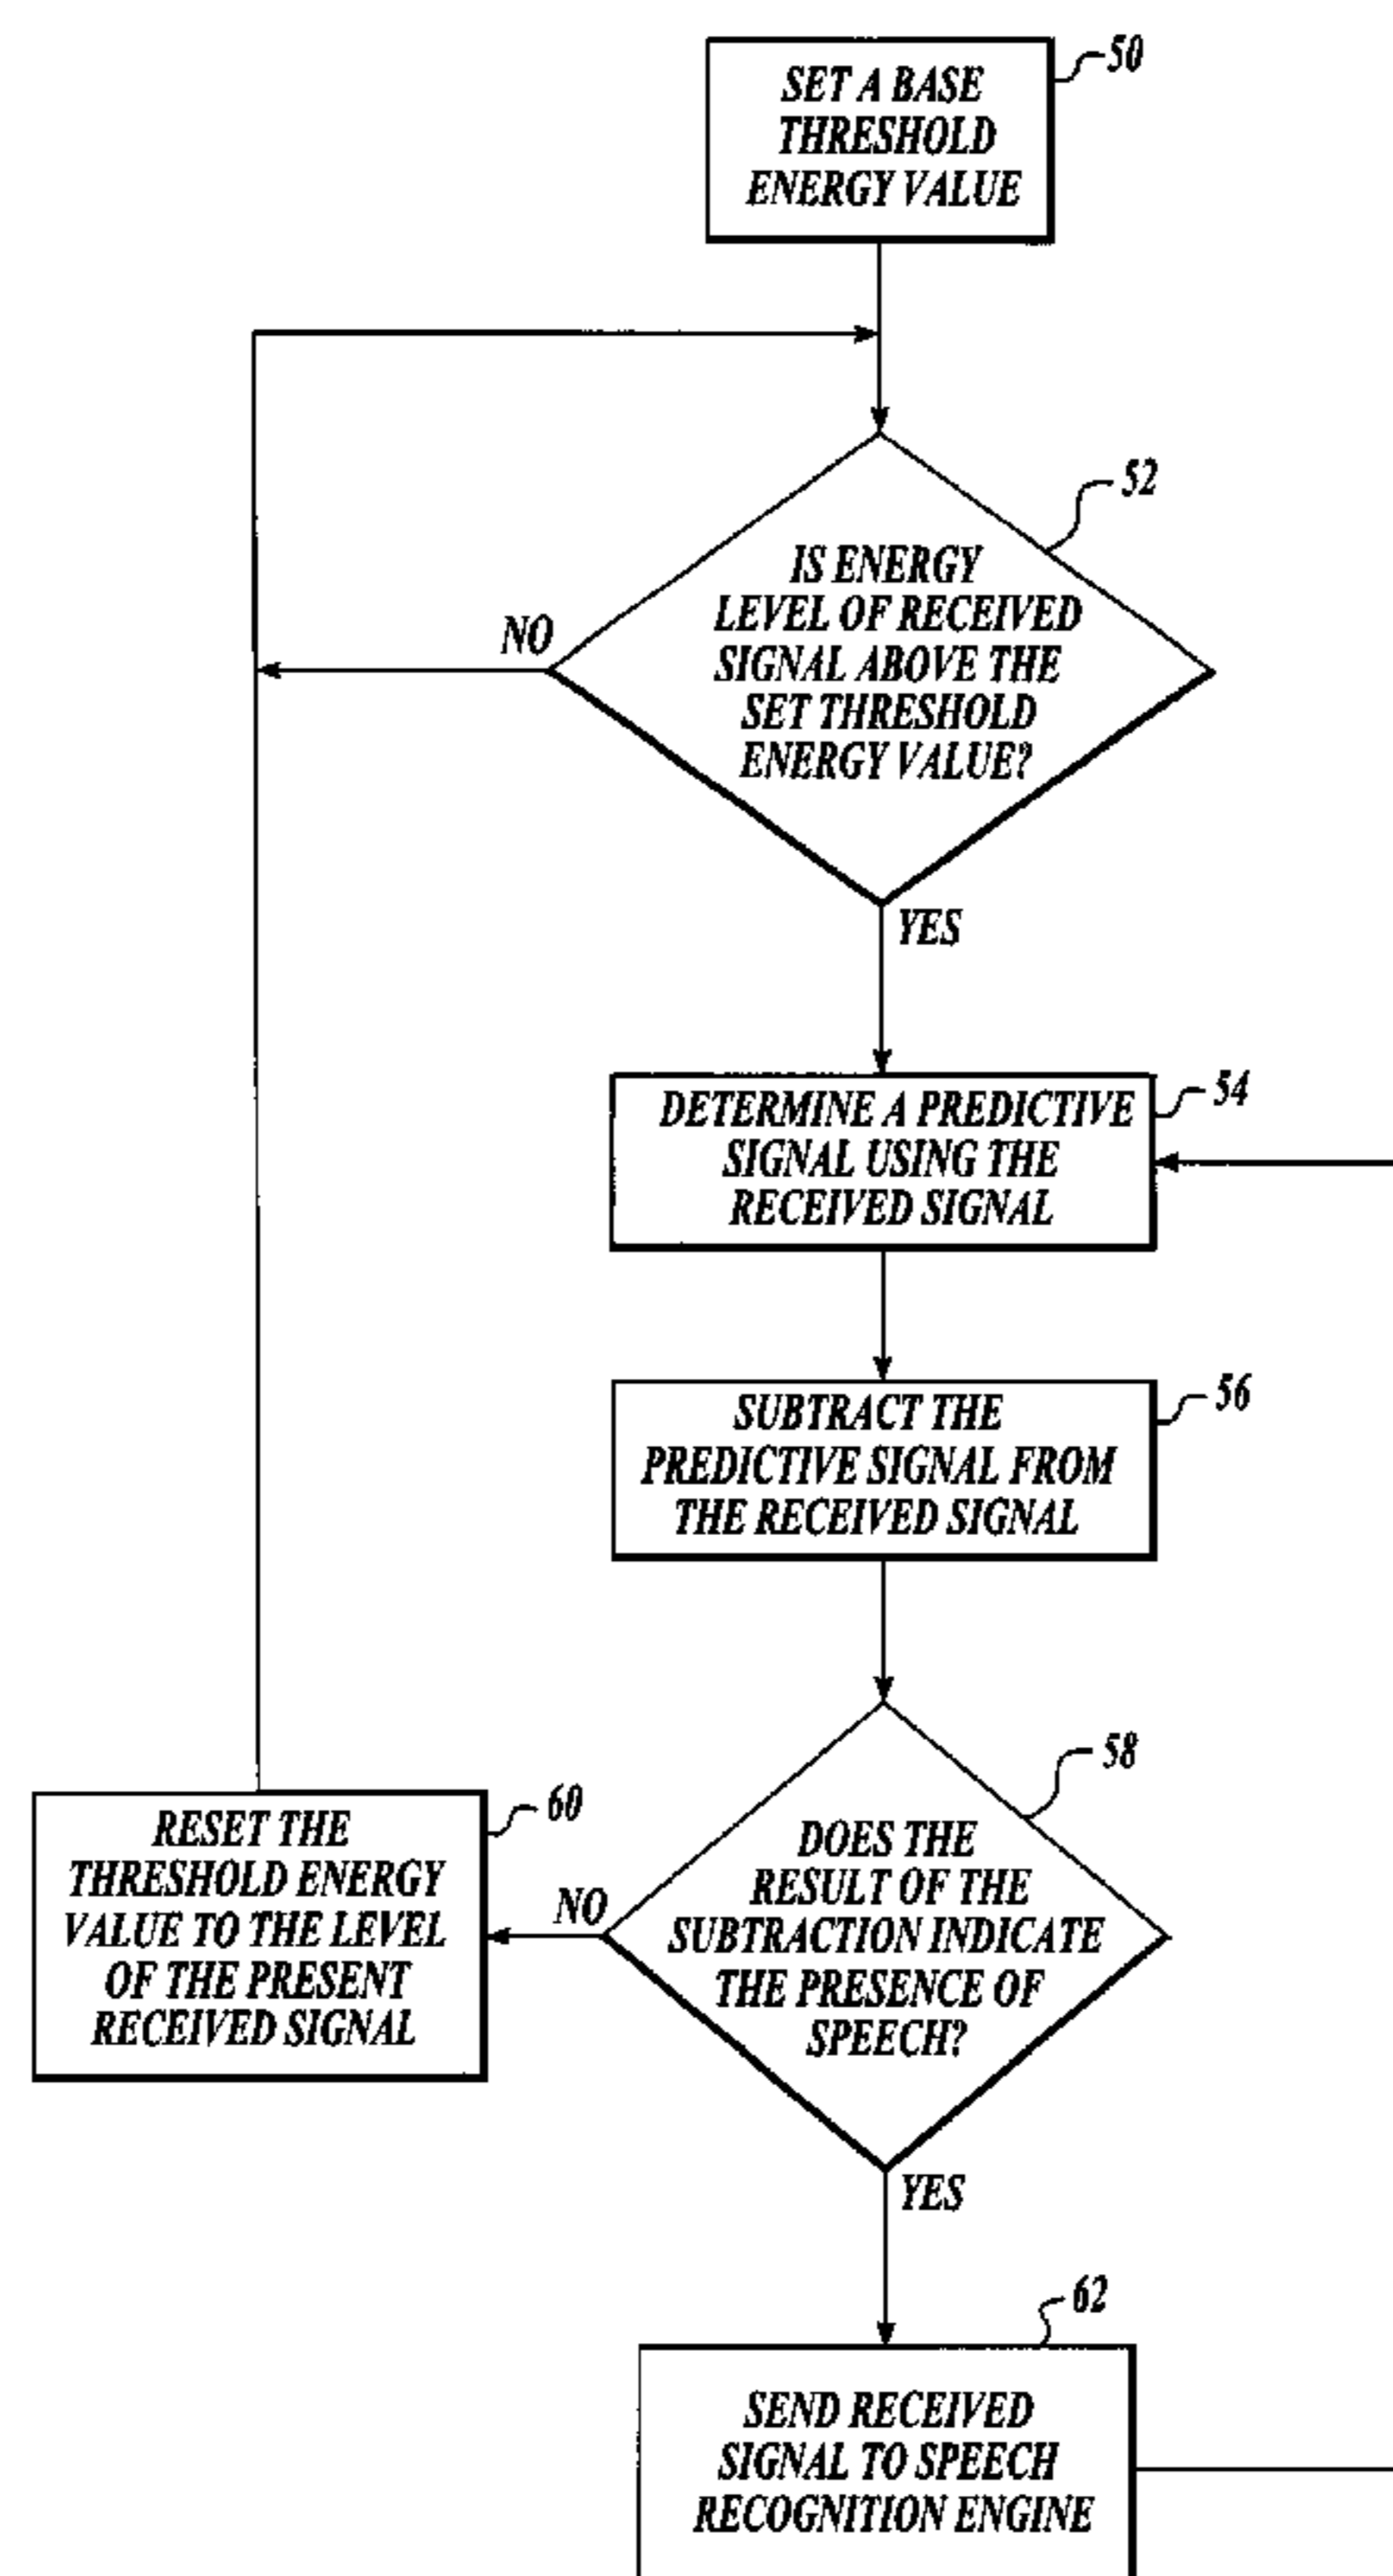 SET A BASE
THRESHOLD
ENERGY VALUE
50
52
IS ENERGY
LEVEL OF RECEIVED
SIGNAL ABOVE THE
SET THRESHOLD
ENERGY VALUE?
NO
YES
54
DETERMINE A PREDICTIVE
SIGNAL USING THE
RECEIVED SIGNAL
56
SUBTRACT THE
PREDICTIVE SIGNAL FROM
THE RECEIVED SIGNAL
58
DOES THE
RESULT OF THE
SUBTRACTION INDICATE
THE PRESENCE OF
SPEECH?
NO
60
RESET THE
THRESHOLD ENERGY
VALUE TO THE LEVEL
OF THE PRESENT
RECEIVED SIGNAL
YES
62
SEND RECEIVED
SIGNAL TO SPEECH
RECOGNITION ENGINE